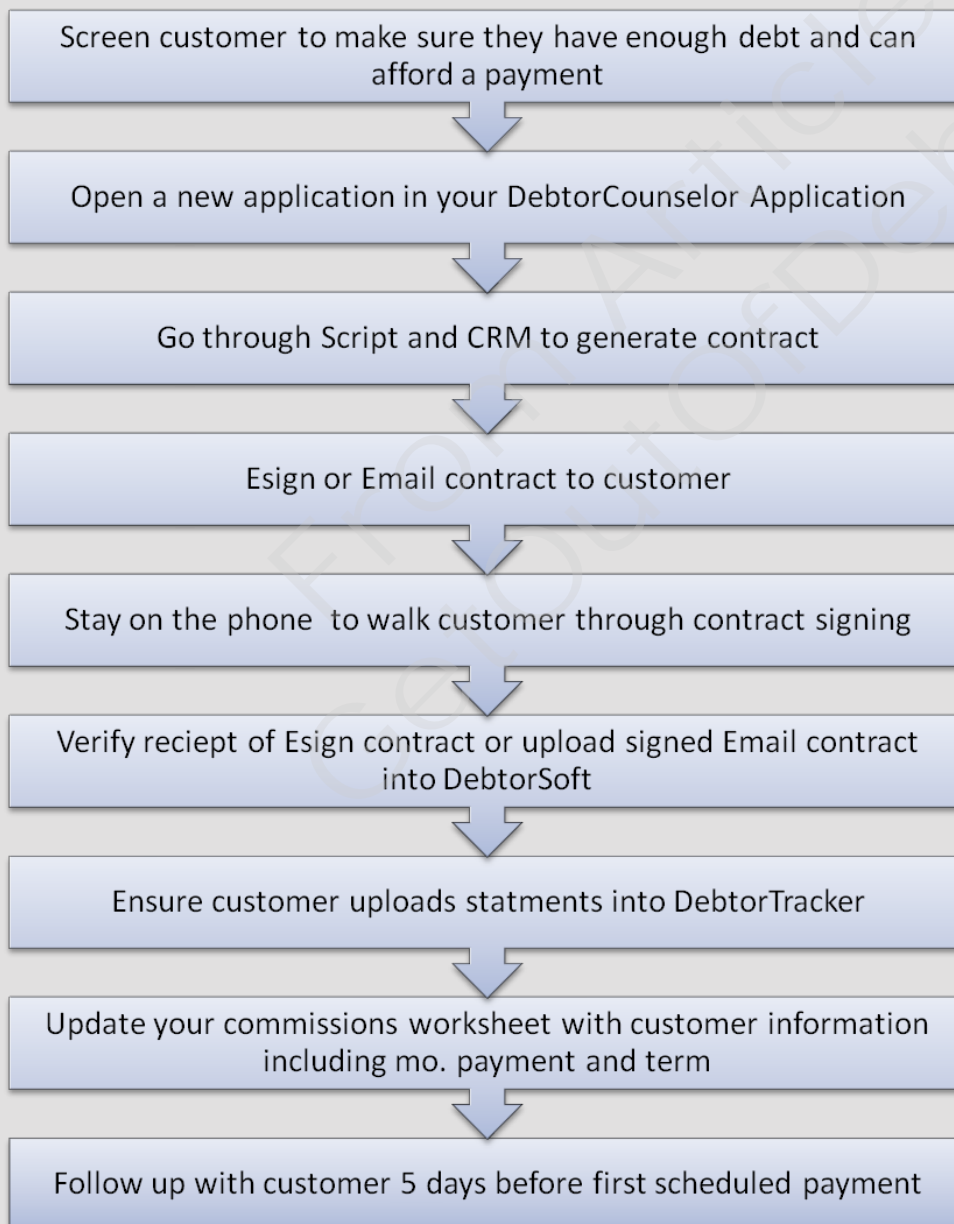 Screen customer to make sure they have enough debt and can
afford a payment
Open a new application in your DebtorCounselor Application
Go through Script and CRM to generate contract
Esign or Email contract to customer
Stay on the phone to walk customer through contract signing
Verify reciept of Esign contract or upload signed Email contract
into DebtorSoft
Ensure customer uploads statments into DebtorTracker
Update your commissions worksheet with customer information
including mo. payment and term
Follow up with customer 5 days before first scheduled payment
From Article
GetOutOfDeb